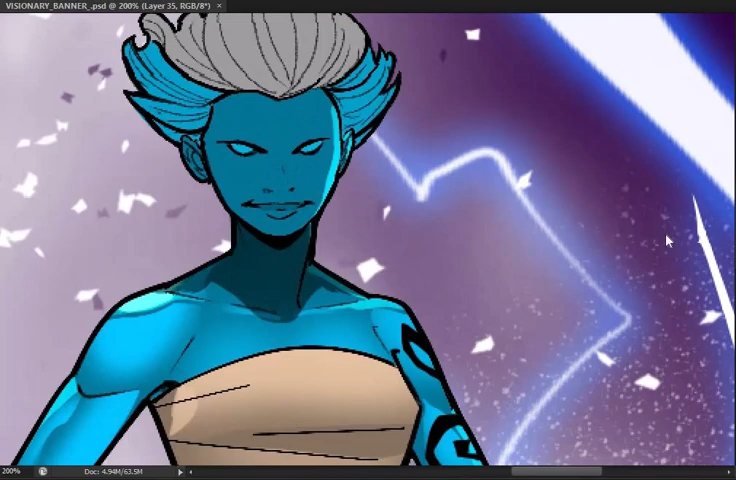 VISIONARY_BANNER_.psd @ 200% (Layer 35, RGB/8*) ×
200% Doc: 4.94M/63.5M